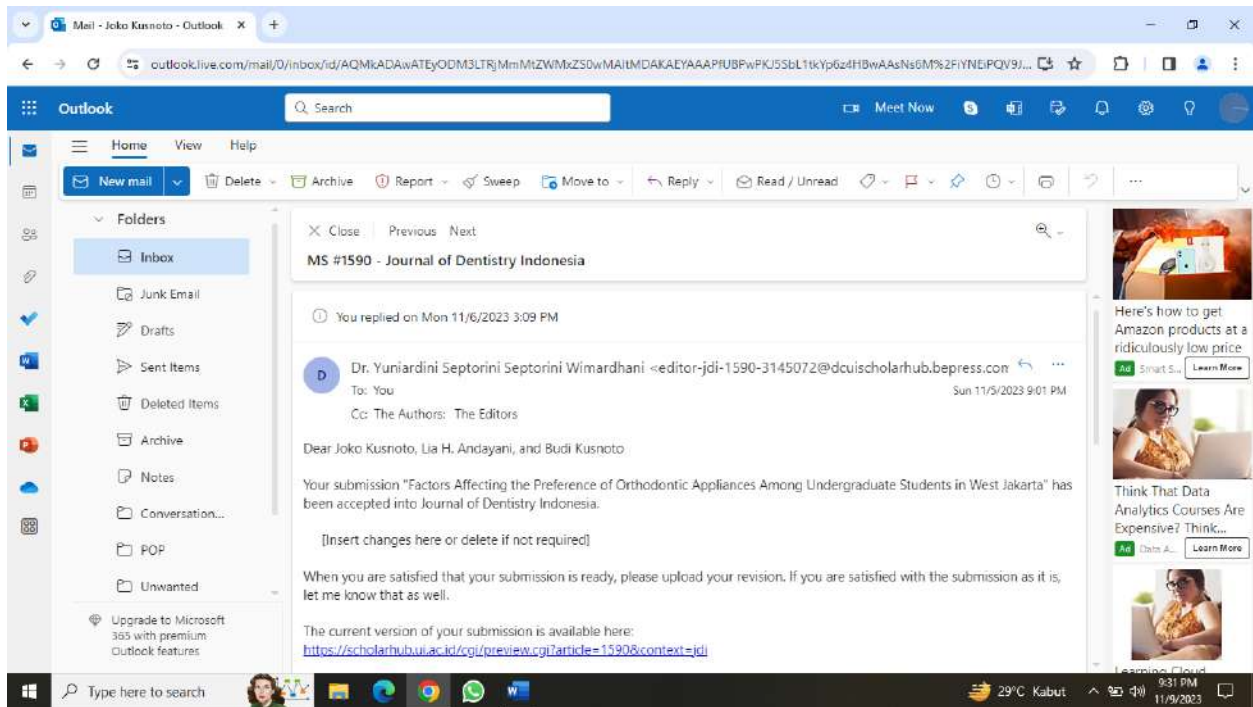 Mail - Joko Kusnoto - Outlook
Outlook
Search
Meet Now
Home View Help
New mail Delete Archive Report Sweep Move to Reply Read / Unread
Folders
Inbox
Junk Email
Drafts
Sent Items
Deleted Items
Archive
Notes
Conversation...
POP
Unwanted
Upgrade to Microsoft
365 with premium
Outlook features
Close Previous Next
MS #1590 - Journal of Dentistry Indonesia
You replied on Mon 11/6/2023 3:09 PM
D
Dr. Yuniardini Septorini Septorini Wimardhani <editor-jdi-1590-3145072@dcuischolarhub.bepress.com
To: You
Sun 11/5/2023 9:01 PM
Cc: The Authors: The Editors
Dear Joko Kusnoto, Lia H. Andayani, and Budi Kusnoto
Your submission "Factors Affecting the Preference of Orthodontic Appliances Among Undergraduate Students in West Jakarta" has
been accepted into Journal of Dentistry Indonesia.
[Insert changes here or delete if not required]
When you are satisfied that your submission is ready, please upload your revision. If you are satisfied with the submission as it is,
let me know that as well.
The current version of your submission is available here:
https://scholarhub.ui.ac.id/cgi/preview.cgi?article=1590&context=jdi
Here's how to get
Amazon products at a
ridiculously low price
Ad Smart S... Learn More
Think That Data
Analytics Courses Are
Expensive? Think...
Ad Data A... Learn More
Learning Cloud
Type here to search
29°C Kabut
9:31 PM
11/9/2023